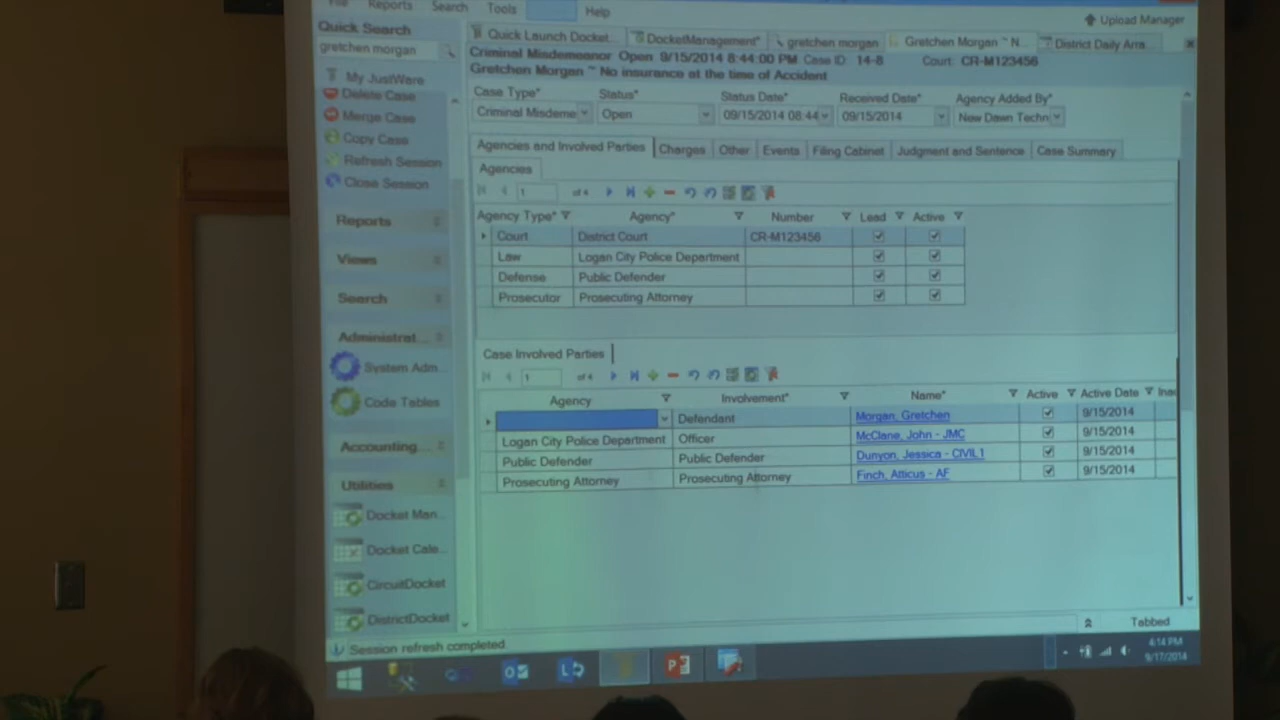 File Reports Search Tools Help
Upload Manager
Quick Search
gretchen morgan
My JustWare
Delete Case
Merge Case
Copy Case
Refresh Session
Close Session
Reports
Views
Search
Administrat...
System Adm...
Code Tables
Accounting...
Utilities
Docket Man...
Docket Cale...
CircuitDocket
DistrictDocket
Quick Launch Docket... DocketManagement* gretchen morgan Gretchen Morgan ~ N... District Daily Arra...
Criminal Misdemeanor Open 9/15/2014 8:44:00 PM Case ID: 14-8 Court: CR-M123456
Gretchen Morgan ~ No insurance at the time of Accident
Case Type* Status* Status Date* Received Date* Agency Added By*
Criminal Misdeme Open 09/15/2014 08:44 09/15/2014 New Dawn Techn
Agencies and Involved Parties Charges Other Events Filing Cabinet Judgment and Sentence Case Summary
Agencies
1 of 4
Agency Type* Agency* Number Lead Active
Court District Court CR-M123456
Law Logan City Police Department
Defense Public Defender
Prosecutor Prosecuting Attorney
Case Involved Parties
1 of 4
Agency Involvement* Name* Active Active Date Inac
Defendant Morgan, Gretchen 9/15/2014
Logan City Police Department Officer McClane, John - JMC 9/15/2014
Public Defender Public Defender Dunyon, Jessica - CIVIL1 9/15/2014
Prosecuting Attorney Prosecuting Attorney Finch, Atticus - AF 9/15/2014
Tabbed
Session refresh completed
4:14 PM
9/17/2014